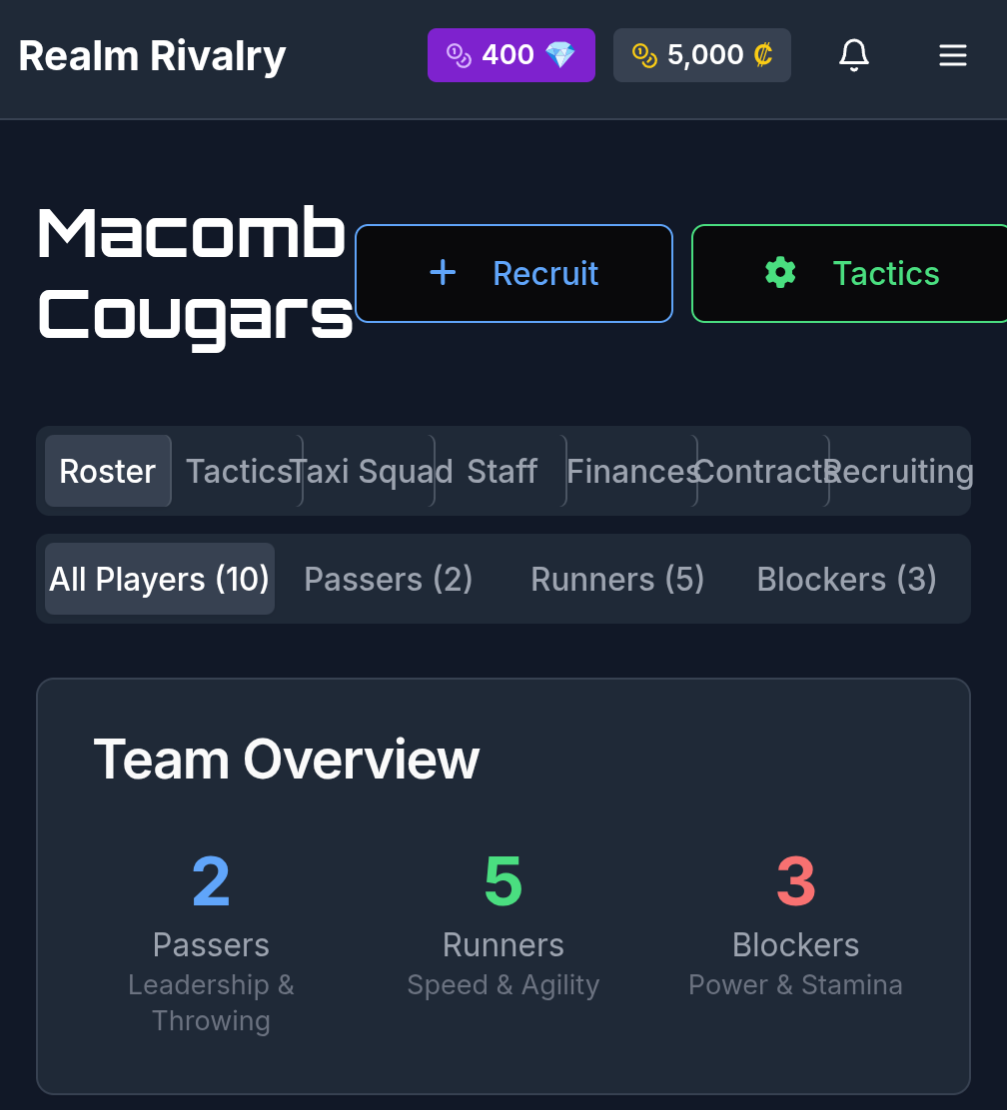 Realm Rivalry 400 💎 5,000 ₡
Macomb
Cougars
Recruit Tactics
Roster Tactics Taxi Squad Staff Finances Contracts Recruiting
All Players (10) Passers (2) Runners (5) Blockers (3)
Team Overview
2 5 3
Passers Runners Blockers
Leadership & Speed & Agility Power & Stamina
Throwing